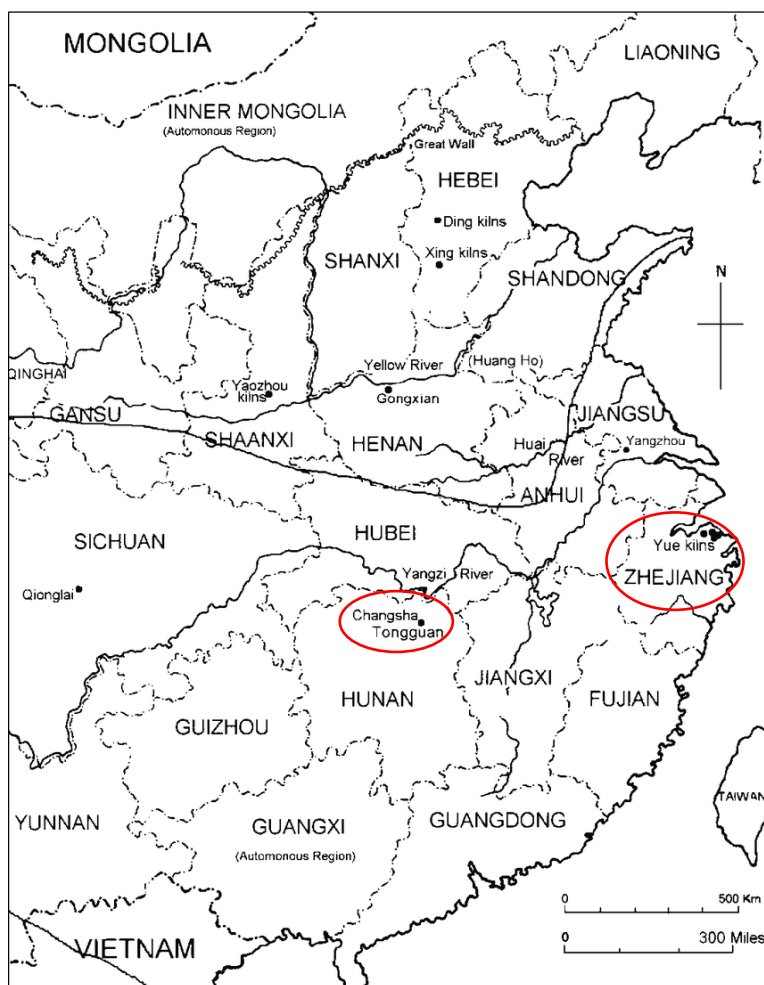 MONGOLIA
LIAONING
INNER MONGOLIA
(Automonous Region)
Great Wall
HEBEI
Ding kilns
Xing kilns
SHANXI
SHANDONG
N
QINGHAI
Yellow River
(Huang Ho)
Yaozhou
kilns
Gongxian
GANSU
JIANGSU
SHAANXI
HENAN
Huai
River
Yangzhou
ANHUI
HUBEI
SICHUAN
Yue kilns
ZHEJIANG
Yangzi River
Qionglai
Changsha
Tongguan
JIANGXI
HUNAN
FUJIAN
GUIZHOU
TAIWAN
YUNNAN
GUANGXI
(Automonous Region)
GUANGDONG
0 500 Km
VIETNAM
0 300 Miles